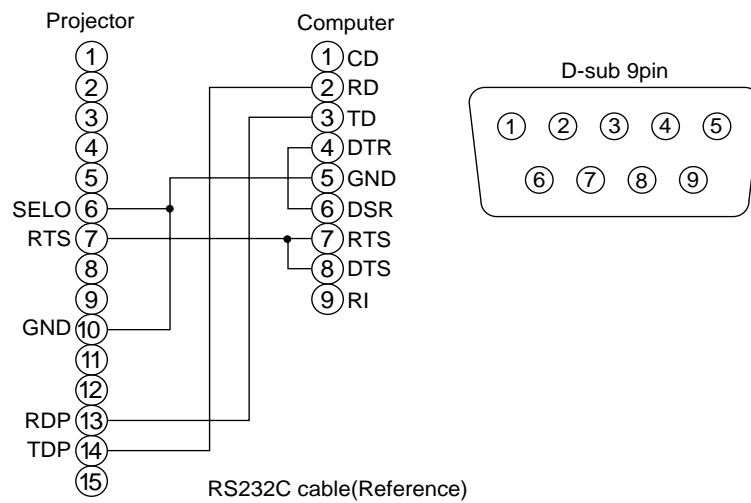 Projector
1
2
3
4
5
SELO 6
RTS 7
8
9
GND 10
11
12
RDP 13
TDP 14
15
Computer
1 CD
2 RD
3 TD
4 DTR
5 GND
6 DSR
7 RTS
8 DTS
9 RI
D-sub 9pin
1 2 3 4 5
6 7 8 9
RS232C cable(Reference)